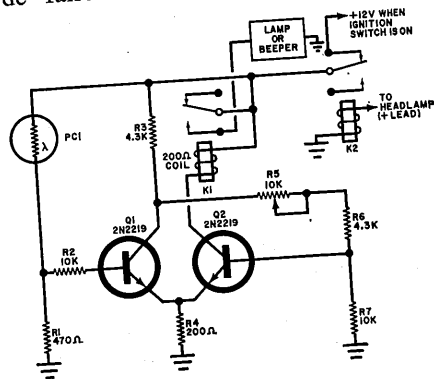 de
LAMP
OR
BEEPER
+12V WHEN
IGNITION
SWITCH IS ON
TO
HEADLAMP
(+ LEAD)
PC1
λ
R3
4.3K
200Ω
COIL
K1
K2
R5
10K
Q1
2N2219
Q2
2N2219
R6
4.3K
R2
10K
R1
470Ω
R4
200Ω
R7
10K